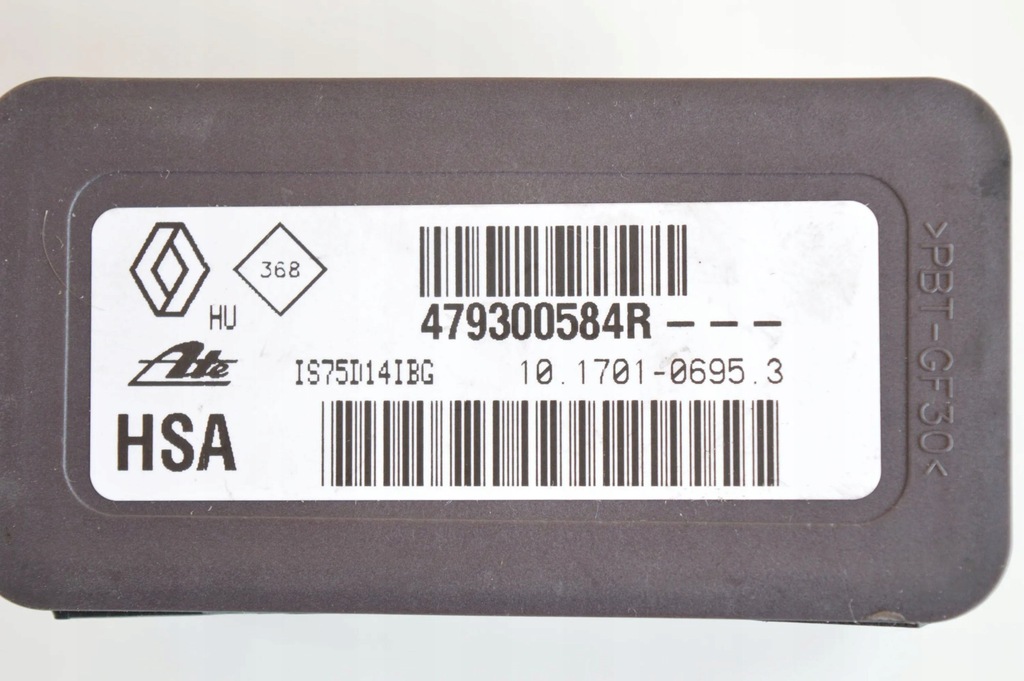 368
HU
479300584R---
Ate
IS75D14IBG
10.1701-0695.3
HSA
>PBT-GF30<